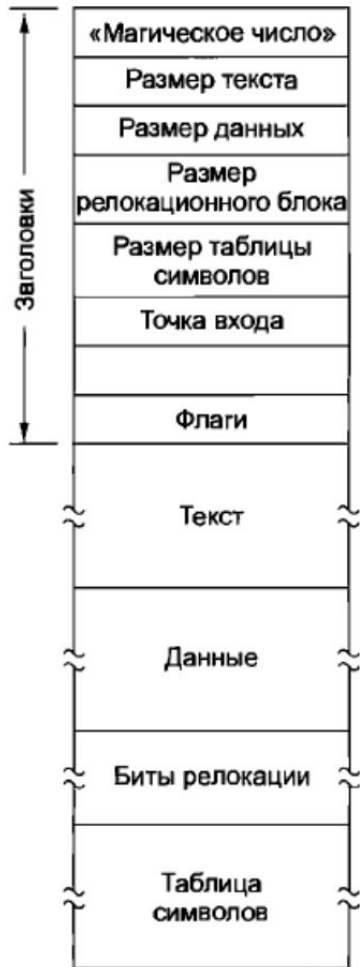 Заголовки
«Магическое число»
Размер текста
Размер данных
Размер
релокационного блока
Размер таблицы
символов
Точка входа
Флаги
Текст
Данные
Биты релокации
Таблица
символов